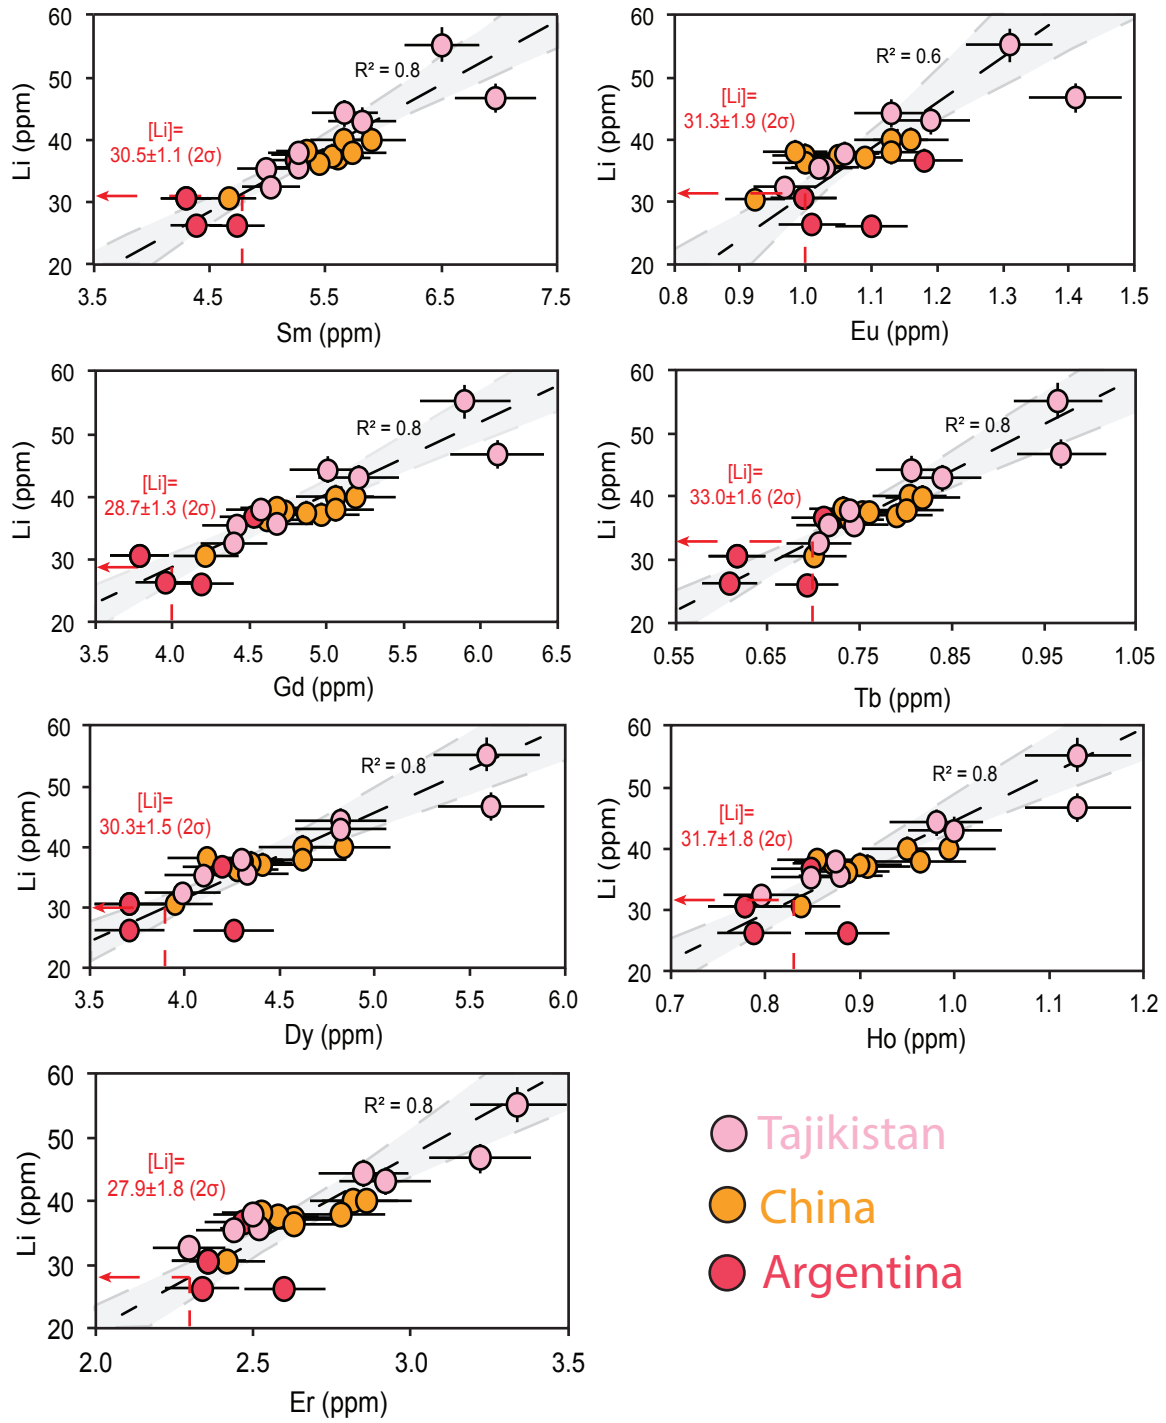 60
50
40
30
20
Li (ppm)
R² = 0.8
[Li]=
30.5±1.1 (2σ)
3.5 4.5 5.5 6.5 7.5
Sm (ppm)
60
50
40
30
20
Li (ppm)
R² = 0.6
[Li]=
31.3±1.9 (2σ)
0.8 0.9 1.0 1.1 1.2 1.3 1.4 1.5
Eu (ppm)
60
50
40
30
20
Li (ppm)
R² = 0.8
[Li]=
28.7±1.3 (2σ)
3.5 4.0 4.5 5.0 5.5 6.0 6.5
Gd (ppm)
60
50
40
30
20
Li (ppm)
R² = 0.8
[Li]=
33.0±1.6 (2σ)
0.55 0.65 0.75 0.85 0.95 1.05
Tb (ppm)
60
50
40
30
20
Li (ppm)
R² = 0.8
[Li]=
30.3±1.5 (2σ)
3.5 4.0 4.5 5.0 5.5 6.0
Dy (ppm)
60
50
40
30
20
Li (ppm)
R² = 0.8
[Li]=
31.7±1.8 (2σ)
0.7 0.8 0.9 1.0 1.1 1.2
Ho (ppm)
60
50
40
30
20
Li (ppm)
R² = 0.8
[Li]=
27.9±1.8 (2σ)
2.0 2.5 3.0 3.5
Er (ppm)
Tajikistan
China
Argentina